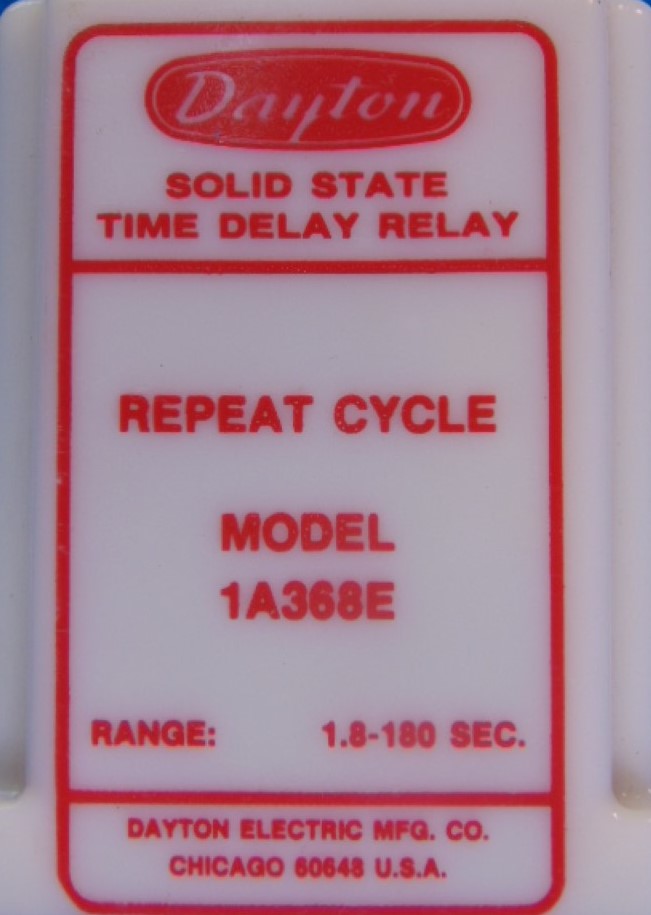 Dayton
SOLID STATE
TIME DELAY RELAY
REPEAT CYCLE
MODEL
1A368E
RANGE: 1.8-180 SEC.
DAYTON ELECTRIC MFG. CO.
CHICAGO 60648 U.S.A.